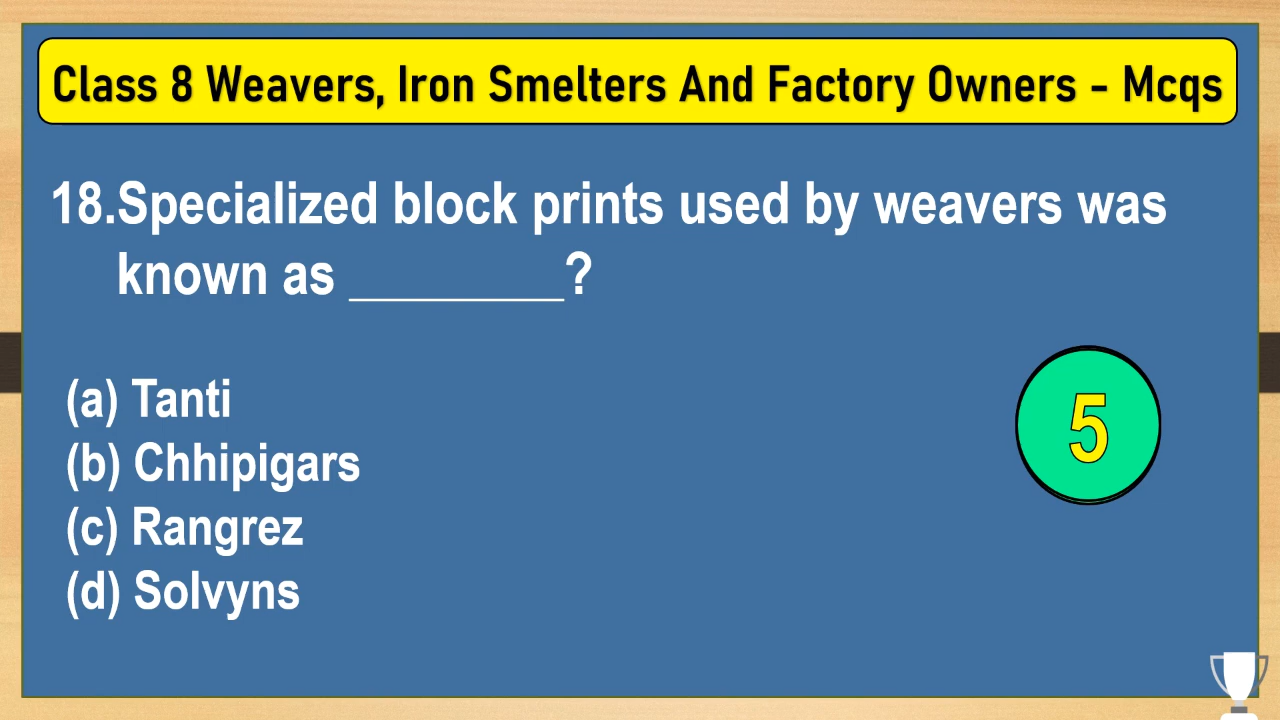 Class 8 Weavers, Iron Smelters And Factory Owners - Mcqs
18.Specialized block prints used by weavers was
known as ________?
(a) Tanti
(b) Chhipigars
(c) Rangrez
(d) Solvyns
5